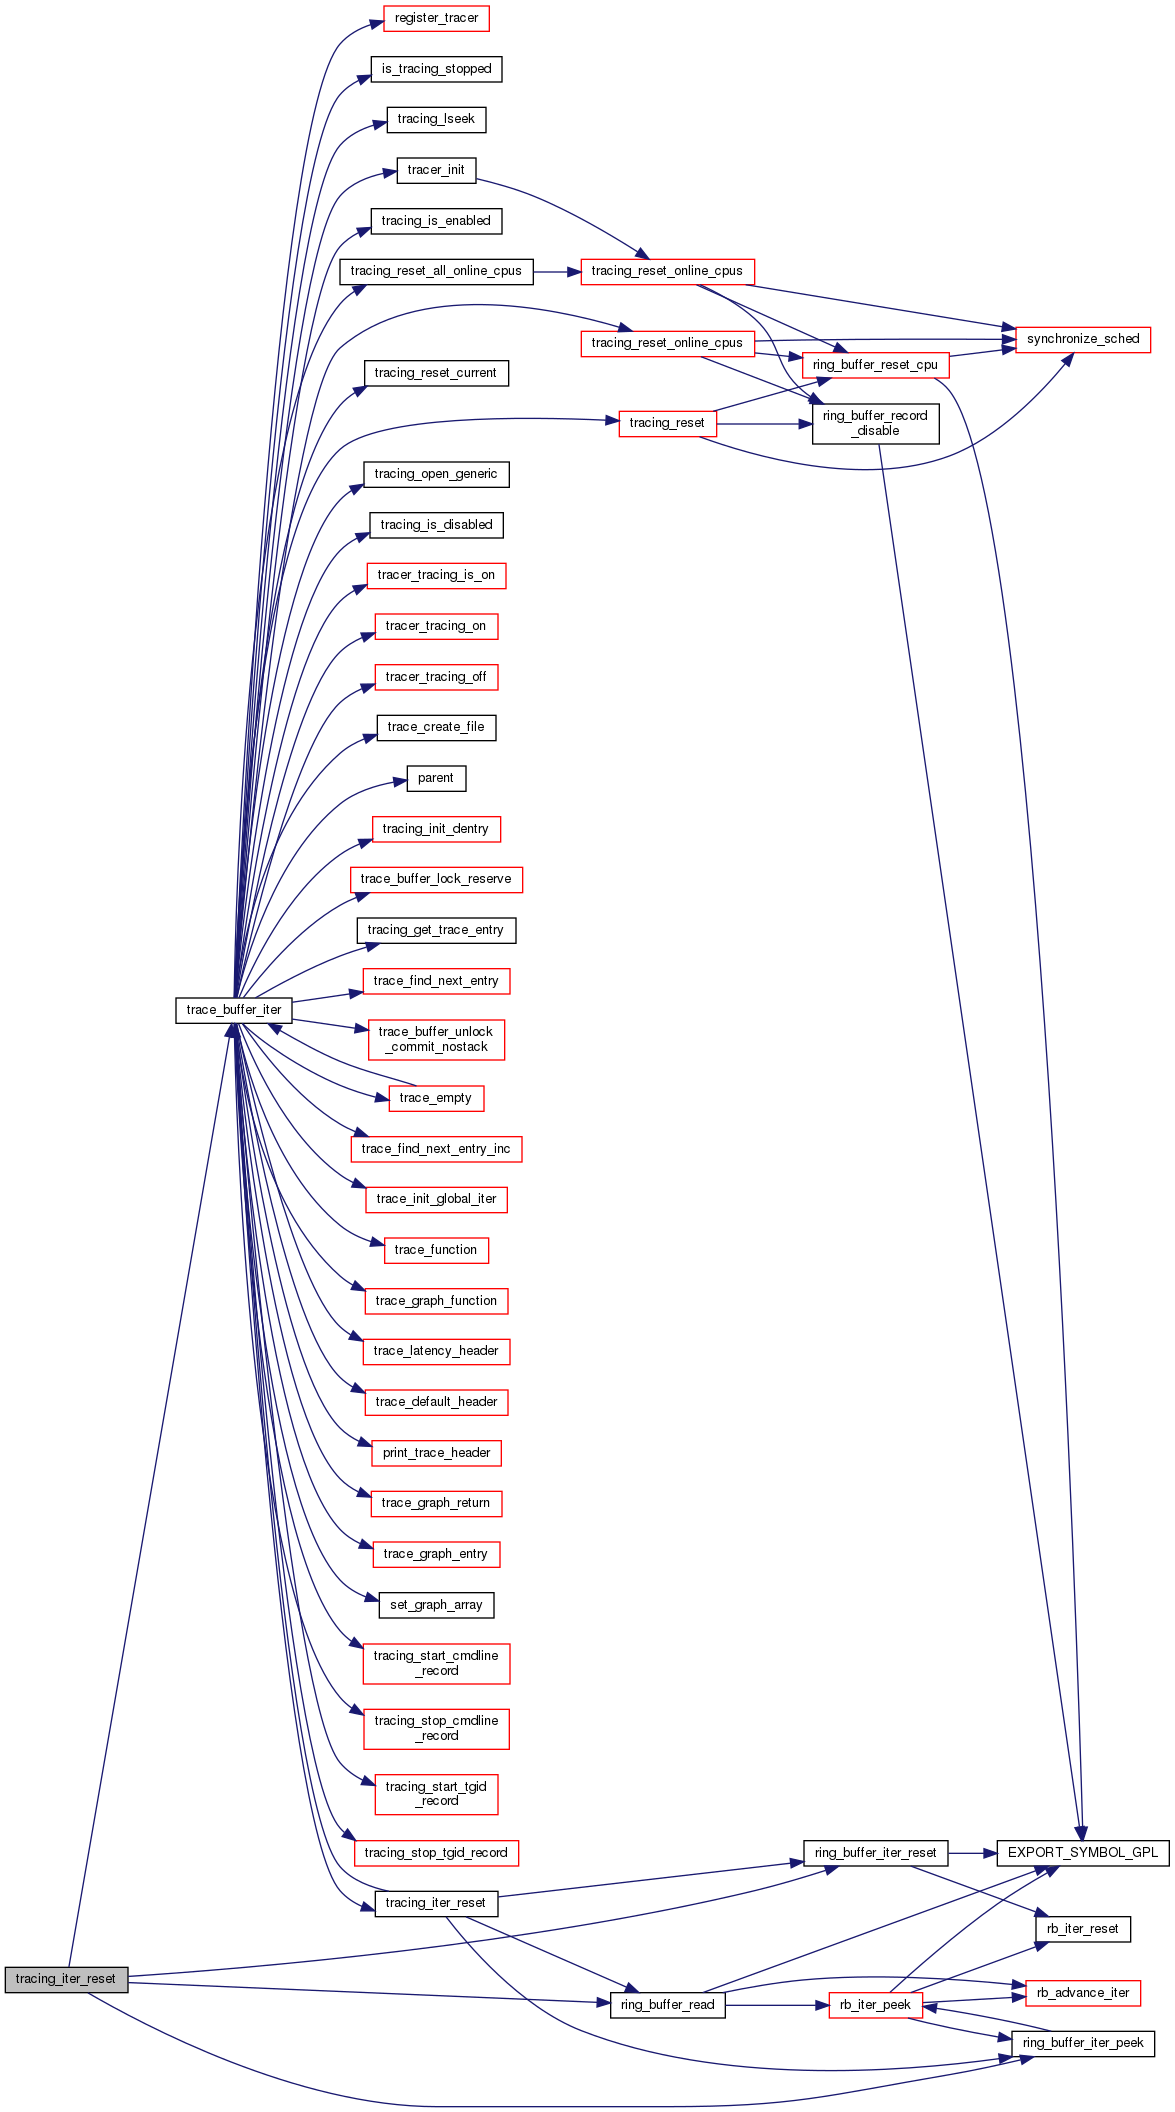 register_tracer
is_tracing_stopped
tracing_lseek
tracer_init
tracing_is_enabled
tracing_reset_all_online_cpus
tracing_reset_online_cpus
tracing_reset_online_cpus
synchronize_sched
ring_buffer_reset_cpu
tracing_reset_current
tracing_reset
ring_buffer_record
_disable
tracing_open_generic
tracing_is_disabled
tracer_tracing_is_on
tracer_tracing_on
tracer_tracing_off
trace_create_file
parent
tracing_init_dentry
trace_buffer_lock_reserve
tracing_get_trace_entry
trace_find_next_entry
trace_buffer_iter
trace_buffer_unlock
_commit_nostack
trace_empty
trace_find_next_entry_inc
trace_init_global_iter
trace_function
trace_graph_function
trace_latency_header
trace_default_header
print_trace_header
trace_graph_return
trace_graph_entry
set_graph_array
tracing_start_cmdline
_record
tracing_stop_cmdline
_record
tracing_start_tgid
_record
tracing_stop_tgid_record
ring_buffer_iter_reset
EXPORT_SYMBOL_GPL
tracing_iter_reset
rb_iter_reset
tracing_iter_reset
ring_buffer_read
rb_iter_peek
rb_advance_iter
ring_buffer_iter_peek